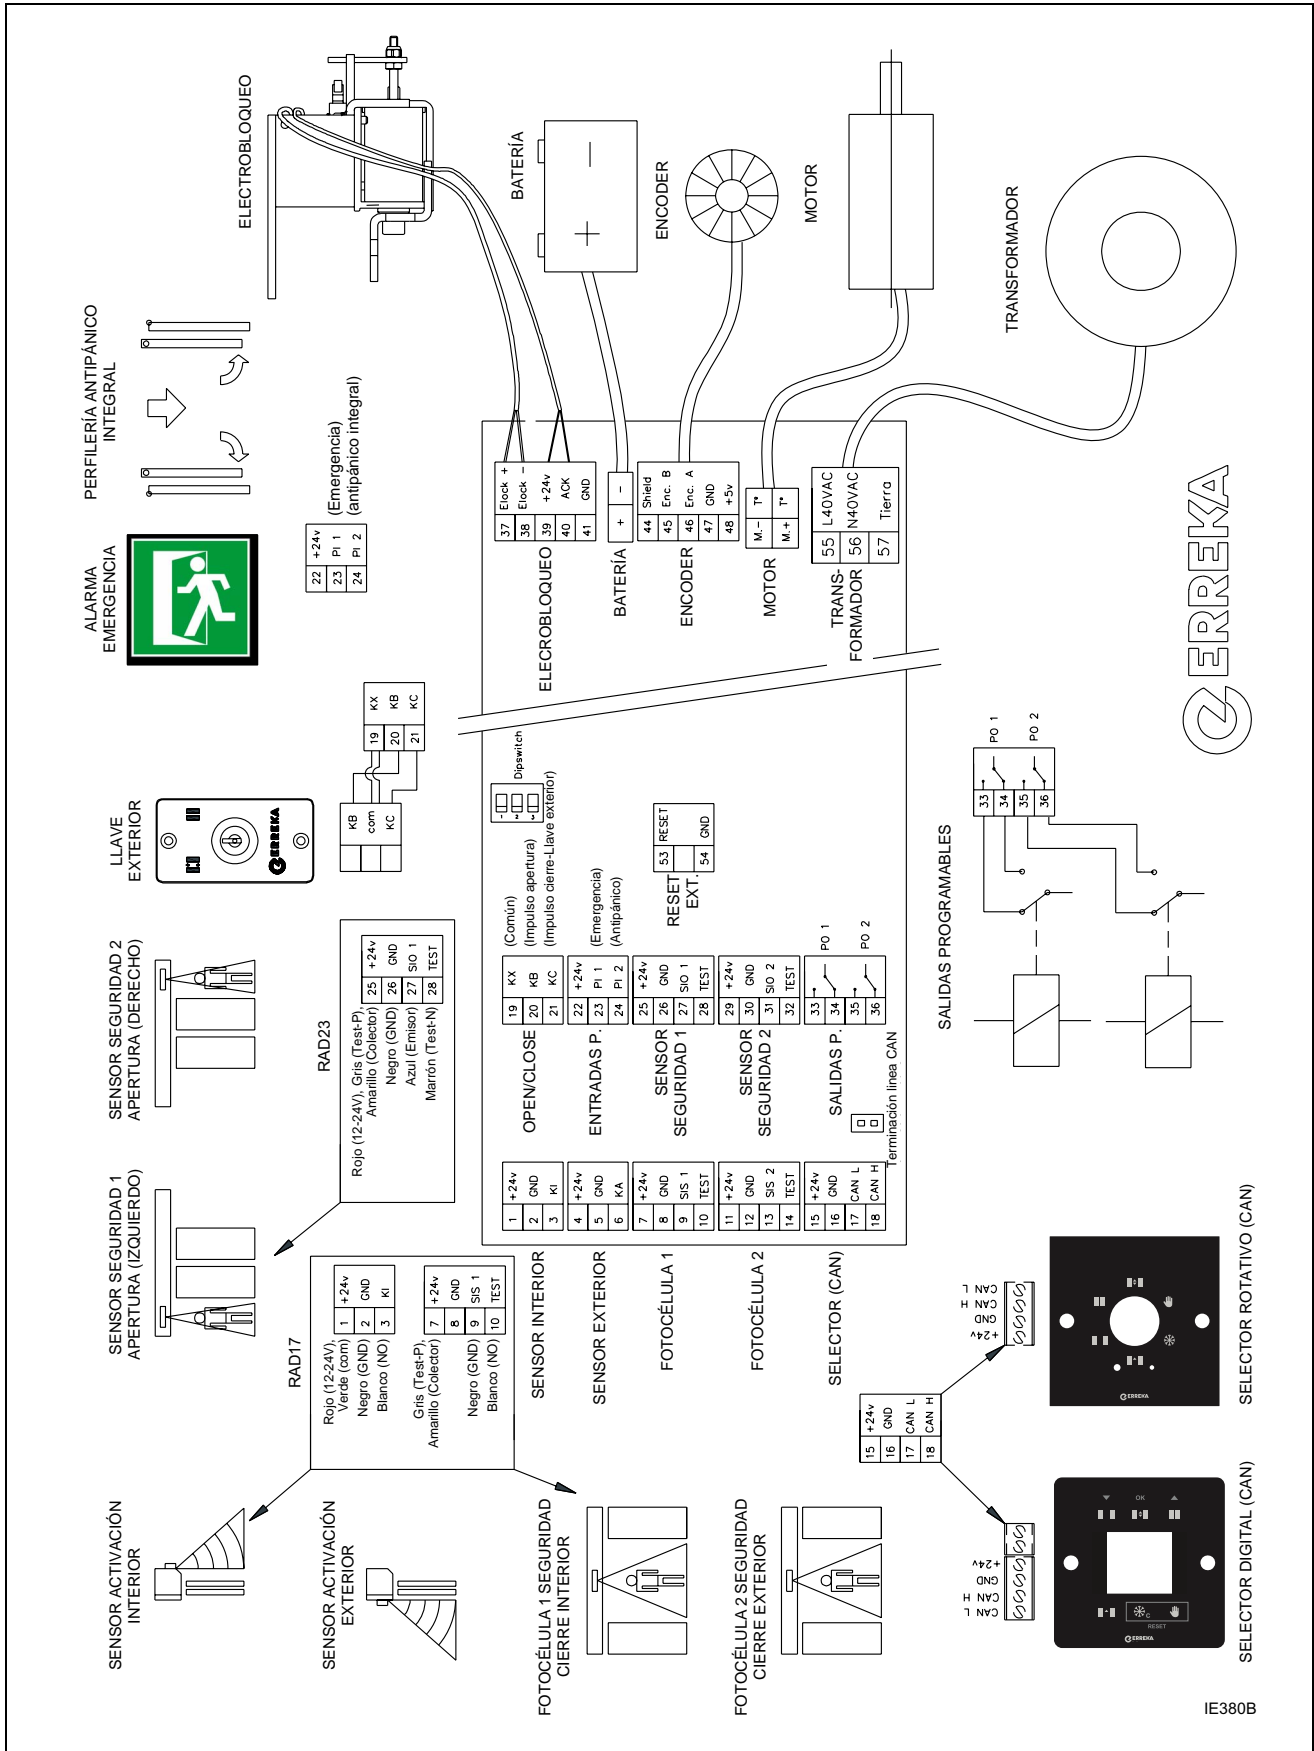 SENSOR ACTIVACIÓN
INTERIOR
SENSOR ACTIVACIÓN
EXTERIOR
FOTOCÉLULA 1 SEGURIDAD
CIERRE INTERIOR
FOTOCÉLULA 2 SEGURIDAD
CIERRE EXTERIOR
SELECTOR DIGITAL (CAN)
SENSOR SEGURIDAD 1
APERTURA (IZQUIERDO)
SENSOR SEGURIDAD 2
APERTURA (DERECHO)
LLAVE
EXTERIOR
ERREKA
ALARMA
EMERGENCIA
PERFILERÍA ANTIPÁNICO
INTEGRAL
ELECTROBLOQUEO
BATERÍA
+ −
ENCODER
MOTOR
TRANSFORMADOR
RAD17
Rojo (12-24V),
Verde (com)
Negro (GND)
Blanco (NO)
1 +24v
2 GND
3 KI
Gris (Test-P),
Amarillo (Colector)
Negro (GND)
Blanco (NO)
7 +24v
8 GND
9 SIS 1
10 TEST
RAD23
Rojo (12-24V), Gris (Test-P),
Amarillo (Colector)
Negro (GND)
Azul (Emisor)
Marrón (Test-N)
25 +24v
26 GND
27 SIO 1
28 TEST
KB
com
KC
19 KX
20 KB
21 KC
22 +24v
23 PI 1
24 PI 2
(Emergencia)
(antipánico integral)
SENSOR INTERIOR
1 +24v
2 GND
3 KI
SENSOR EXTERIOR
4 +24v
5 GND
6 KA
FOTOCÉLULA 1
7 +24v
8 GND
9 SIS 1
10 TEST
FOTOCÉLULA 2
11 +24v
12 GND
13 SIS 2
14 TEST
SELECTOR (CAN)
15 +24v
16 GND
17 CAN L
18 CAN H
Terminación linea CAN
OPEN/CLOSE
19 KX (Común)
20 KB (Impulso apertura)
21 KC (Impulso cierre-Llave exterior)
ENTRADAS P.
22 +24v
23 PI 1 (Emergencia)
24 PI 2 (Antipánico)
SENSOR
SEGURIDAD 1
25 +24v
26 GND
27 SIO 1
28 TEST
SENSOR
SEGURIDAD 2
29 +24v
30 GND
31 SIO 2
32 TEST
SALIDAS P.
33
34 PO 1
35
36 PO 2
Dipswitch
1
2
3
RESET
EXT.
53 RESET
54 GND
ELECROBLOQUEO
37 Elock +
38 Elock −
39 +24v
40 ACK
41 GND
BATERÍA
+ −
ENCODER
44 Shield
45 Enc. B
46 Enc. A
47 GND
48 +5v
MOTOR
M.− Tª
M.+ Tª
TRANS-
FORMADOR
55 L40VAC
56 N40VAC
57 Tierra
15 +24v
16 GND
17 CAN L
18 CAN H
CAN L
CAN H
GND
+24v
OK
C
RESET
ERREKA
+24v
GND
CAN H
CAN L
ERREKA
SELECTOR ROTATIVO (CAN)
SALIDAS PROGRAMABLES
33
34 PO 1
35
36 PO 2
ERREKA
IE380B